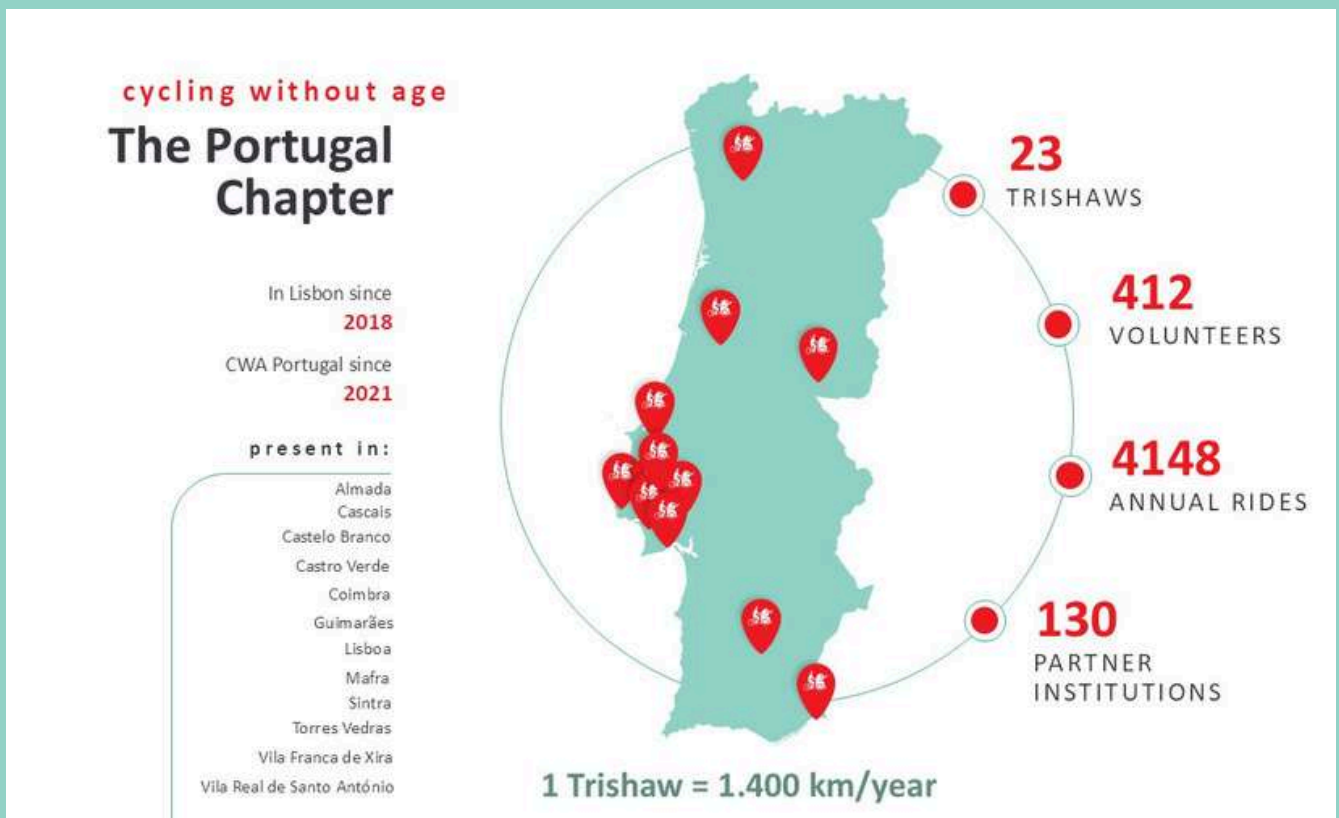 cycling without age
The Portugal
Chapter
In Lisbon since
2018
CWA Portugal since
2021
present in:
Almada
Cascais
Castelo Branco
Castro Verde
Coimbra
Guimarães
Lisboa
Mafra
Sintra
Torres Vedras
Vila Franca de Xira
Vila Real de Santo António
23
TRISHAWS
412
VOLUNTEERS
4148
ANNUAL RIDES
130
PARTNER
INSTITUTIONS
1 Trishaw = 1.400 km/year